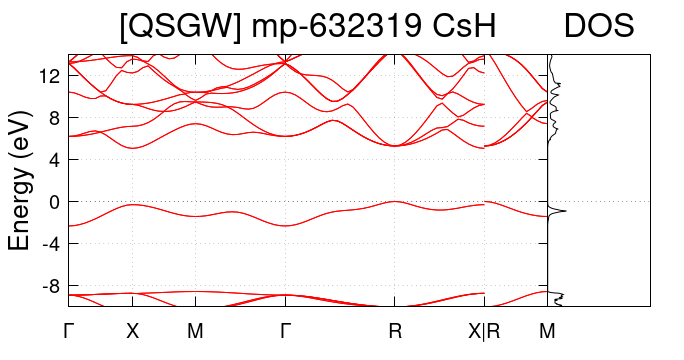 [QSGW] mp-632319 CsH DOS
Energy (eV)
12
8
4
0
-4
-8
Γ X M Γ R X|R M